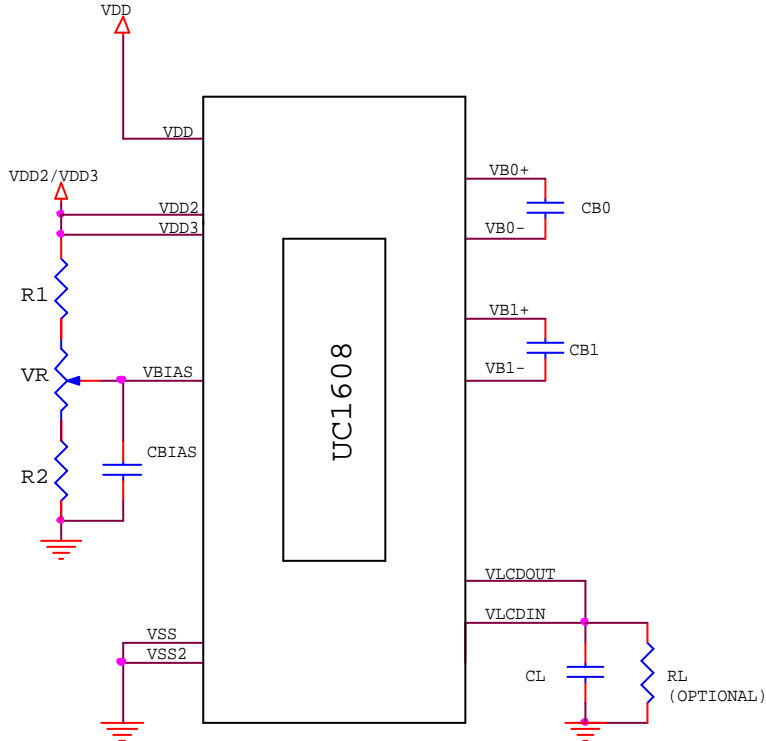 VDD
VDD
VDD2/VDD3
VDD2
VDD3
R1
VR
VBIAS
CBIAS
R2
VSS
VSS2
UC1608
VB0+
CB0
VB0-
VB1+
CB1
VB1-
VLCDOUT
VLCDIN
CL
RL
(OPTIONAL)